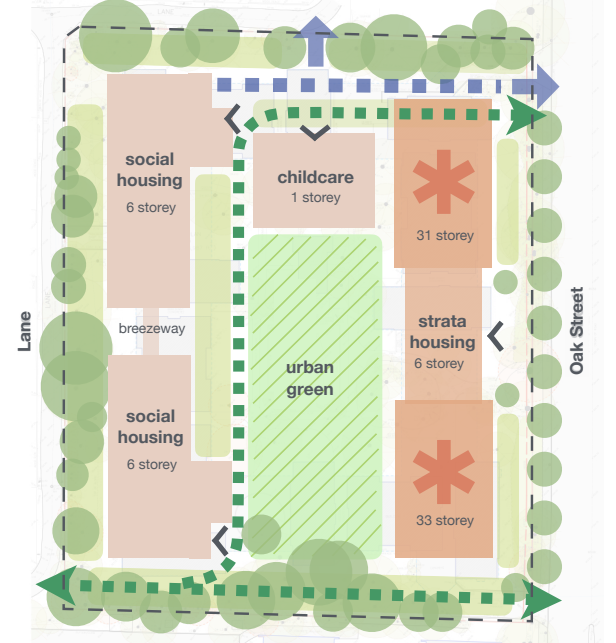 social
housing
6 storey
childcare
1 storey
31 storey
Lane
breezeway
strata
housing
6 storey
Oak Street
urban
green
social
housing
6 storey
33 storey